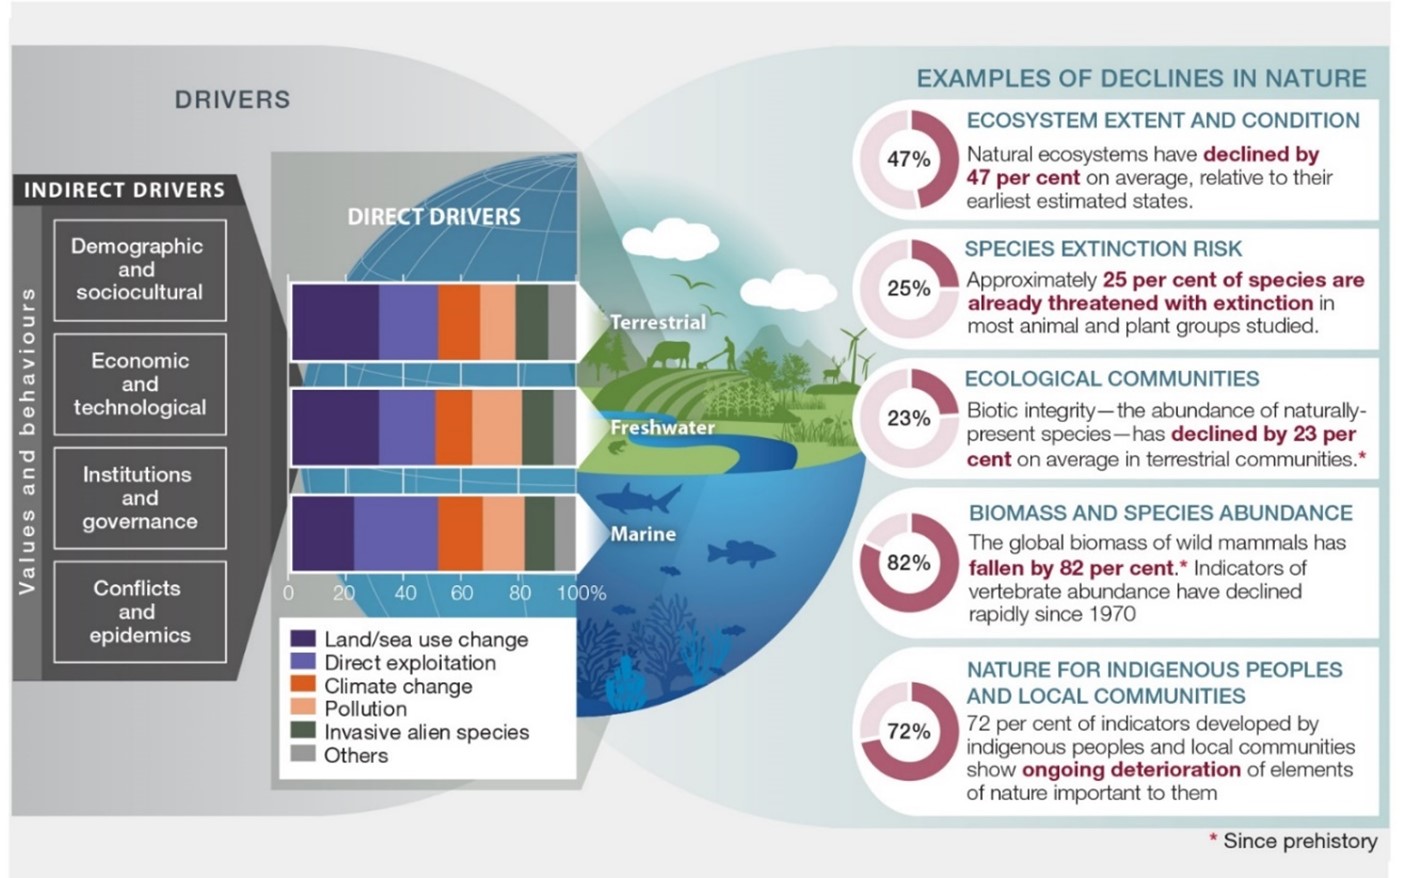 DRIVERS
INDIRECT DRIVERS
Values and behaviours
Demographic
and
sociocultural
Economic
and
technological
Institutions
and
governance
Conflicts
and
epidemics
DIRECT DRIVERS
Terrestrial
Freshwater
Marine
0 20 40 60 80 100%
Land/sea use change
Direct exploitation
Climate change
Pollution
Invasive alien species
Others
EXAMPLES OF DECLINES IN NATURE
47%
ECOSYSTEM EXTENT AND CONDITION
Natural ecosystems have declined by
47 per cent on average, relative to their
earliest estimated states.
25%
SPECIES EXTINCTION RISK
Approximately 25 per cent of species are
already threatened with extinction in
most animal and plant groups studied.
23%
ECOLOGICAL COMMUNITIES
Biotic integrity—the abundance of naturally-
present species—has declined by 23 per
cent on average in terrestrial communities.*
82%
BIOMASS AND SPECIES ABUNDANCE
The global biomass of wild mammals has
fallen by 82 per cent.* Indicators of
vertebrate abundance have declined
rapidly since 1970
72%
NATURE FOR INDIGENOUS PEOPLES
AND LOCAL COMMUNITIES
72 per cent of indicators developed by
indigenous peoples and local communities
show ongoing deterioration of elements
of nature important to them
* Since prehistory